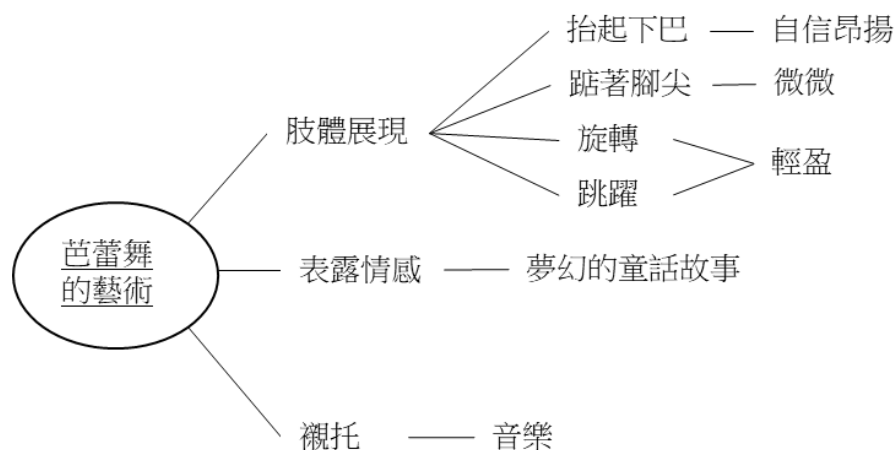 抬起下巴 自信昂揚
踮著腳尖 微微
肢體展現
旋轉
輕盈
跳躍
芭蕾舞
的藝術
表露情感 夢幻的童話故事
襯托 音樂